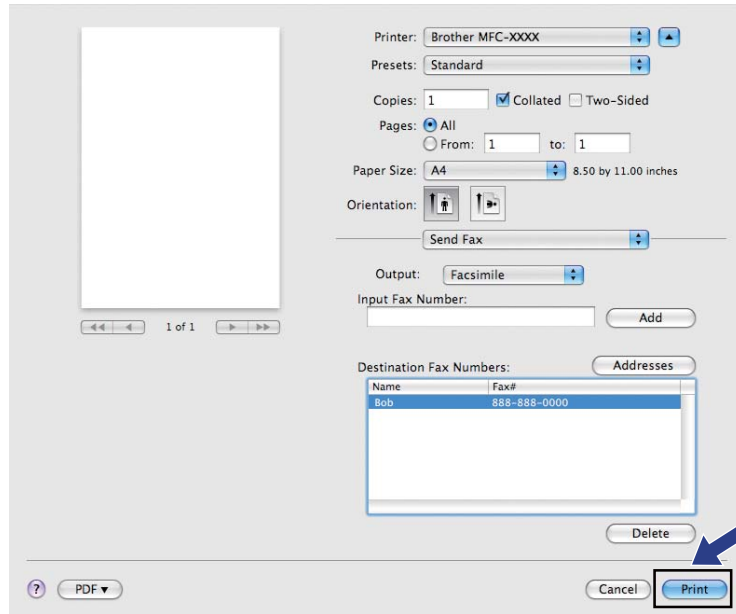 Printer: Brother MFC-XXXX
Presets: Standard
Copies: 1 Collated Two-Sided
Pages: All
From: 1 to: 1
Paper Size: A4 8.50 by 11.00 inches
Orientation:
Send Fax
Output: Facsimile
Input Fax Number:
Add
1 of 1
Destination Fax Numbers: Addresses
Name Fax#
Bob 888-888-0000
Delete
? PDF Cancel Print